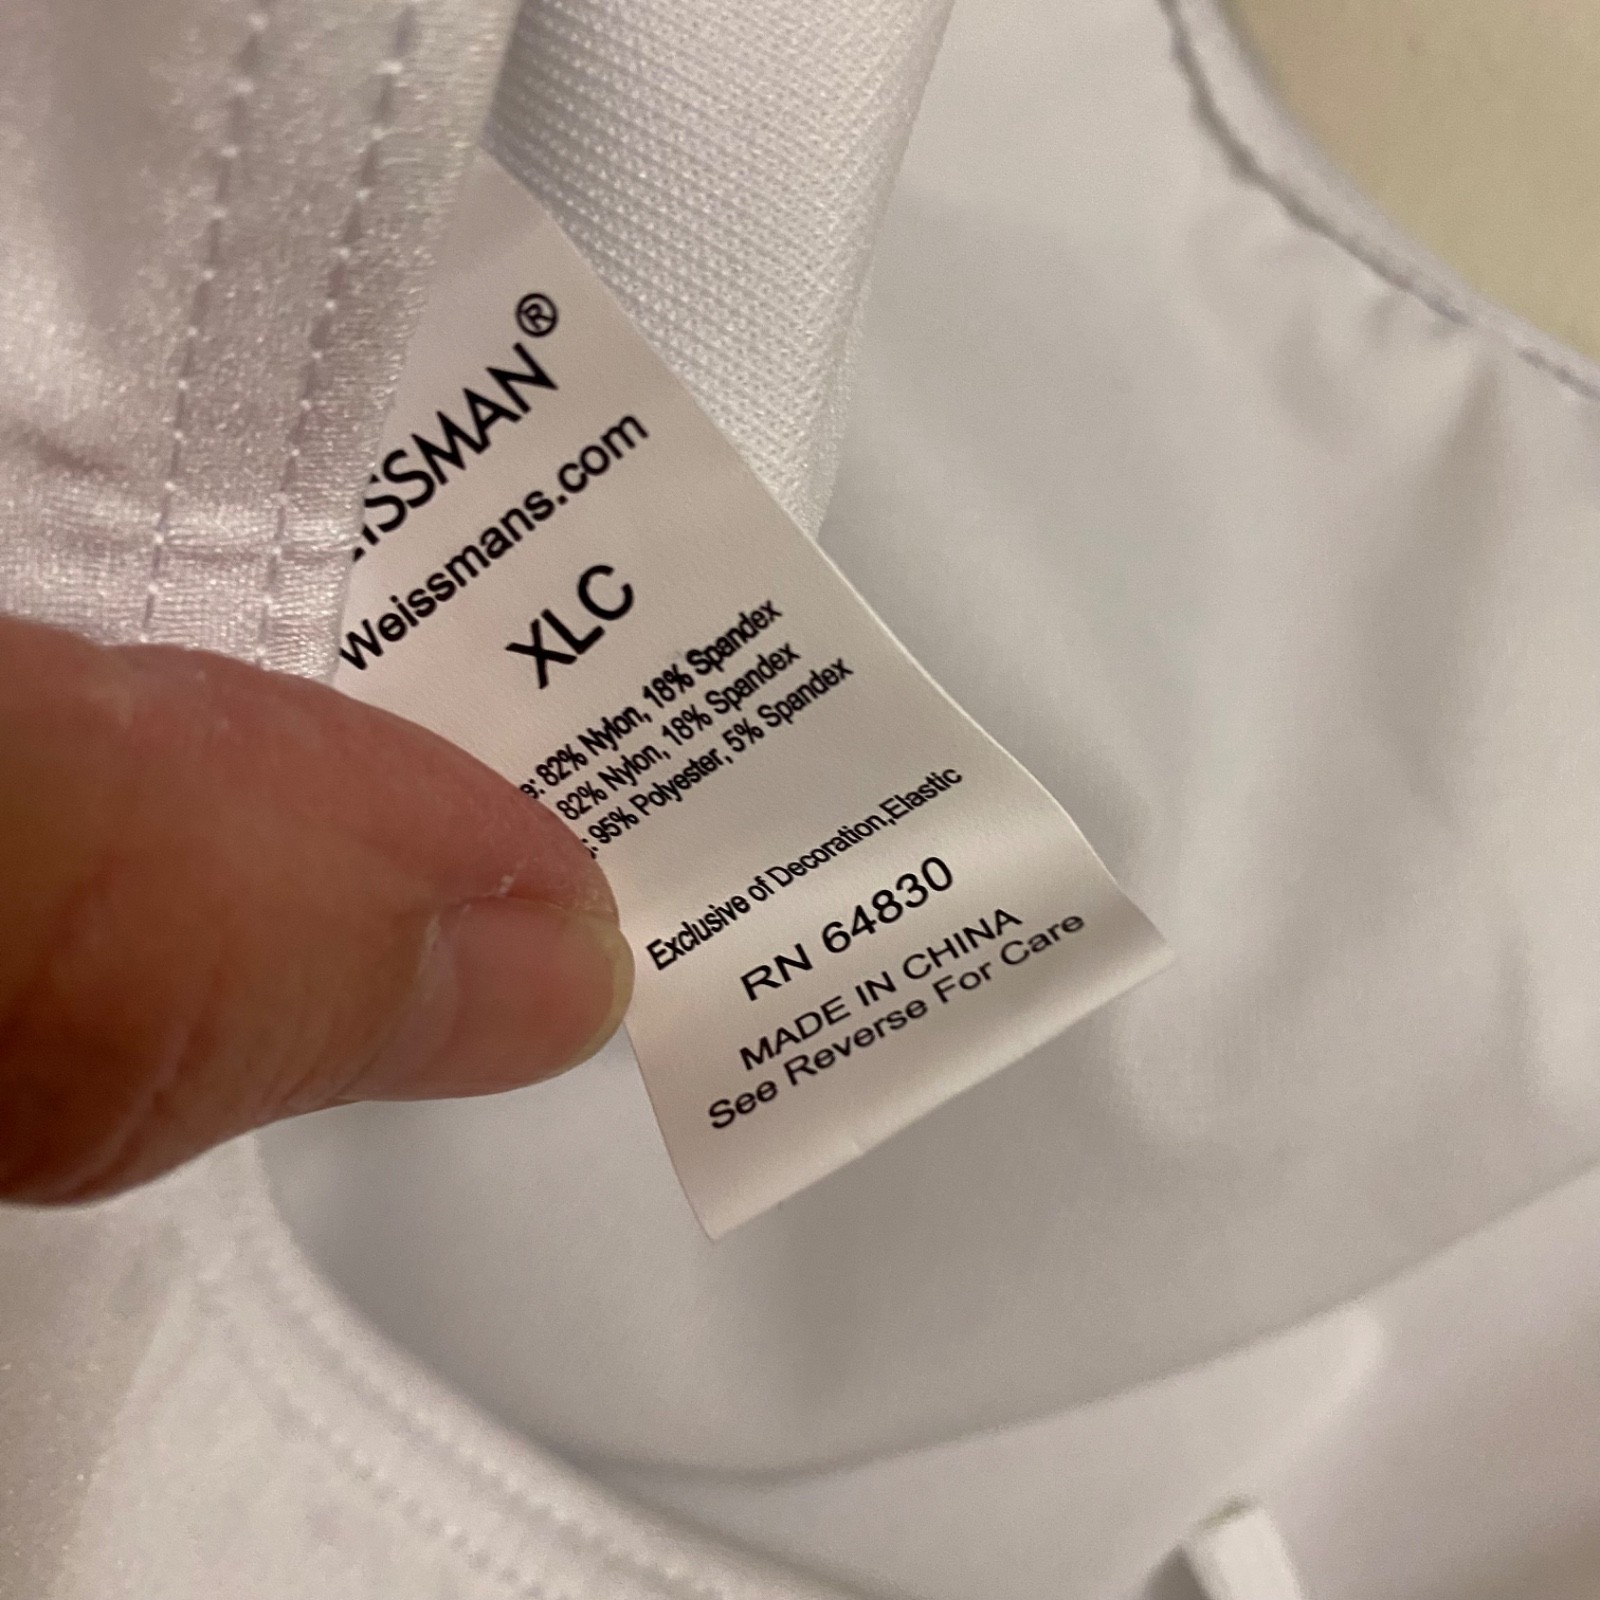 ISSMAN®
Weissmans.com
XLC
e: 82% Nylon, 18% Spandex
82% Nylon, 18% Spandex
: 95% Polyester, 5% Spandex
Exclusive of Decoration,Elastic
RN 64830
MADE IN CHINA
See Reverse For Care